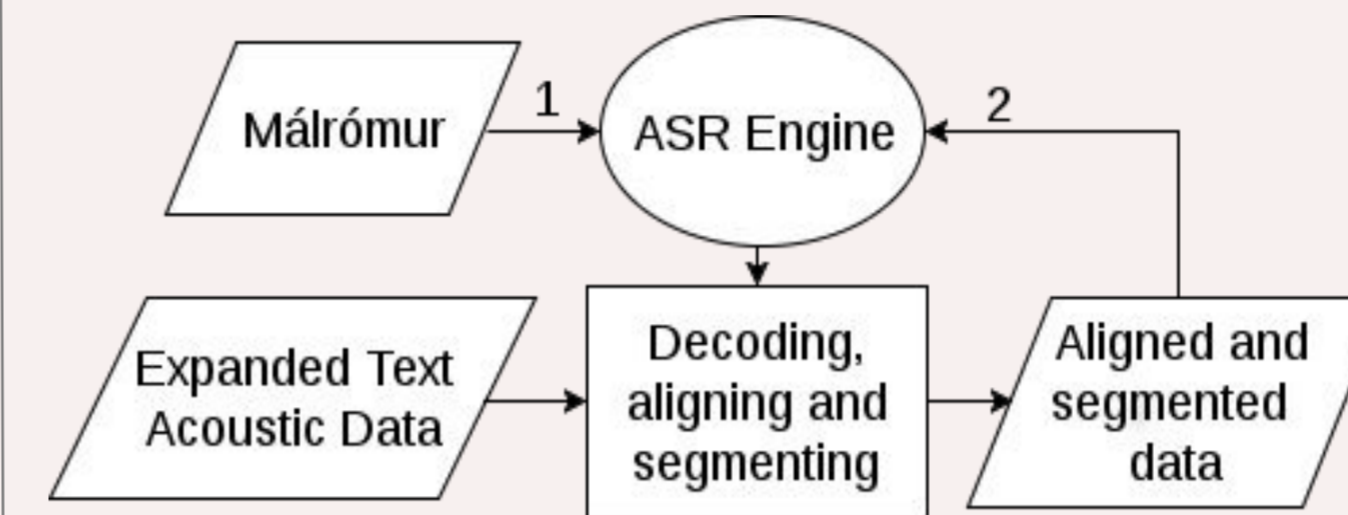 Málrómur
1
ASR Engine
2
Expanded Text
Acoustic Data
Decoding,
aligning and
segmenting
Aligned and
segmented
data